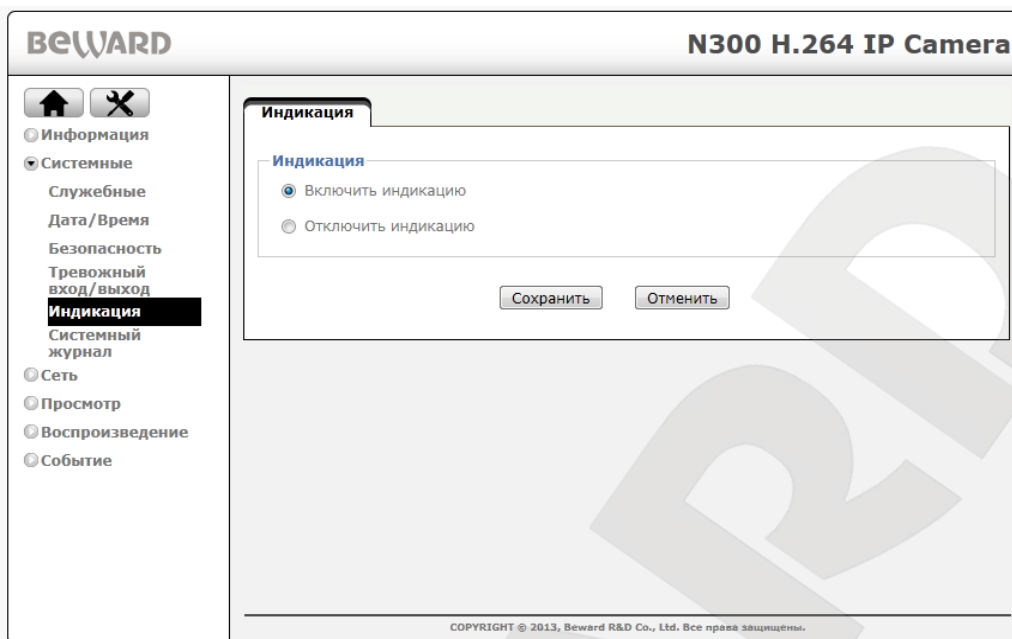 BEWARD
N300 H.264 IP Camera
Информация
Системные
Служебные
Дата/Время
Безопасность
Тревожный
вход/выход
Индикация
Системный
журнал
Сеть
Просмотр
Воспроизведение
Событие
Индикация
Индикация
Включить индикацию
Отключить индикацию
Сохранить
Отменить
COPYRIGHT © 2013, Beward R&D Co., Ltd. Все права защищены.